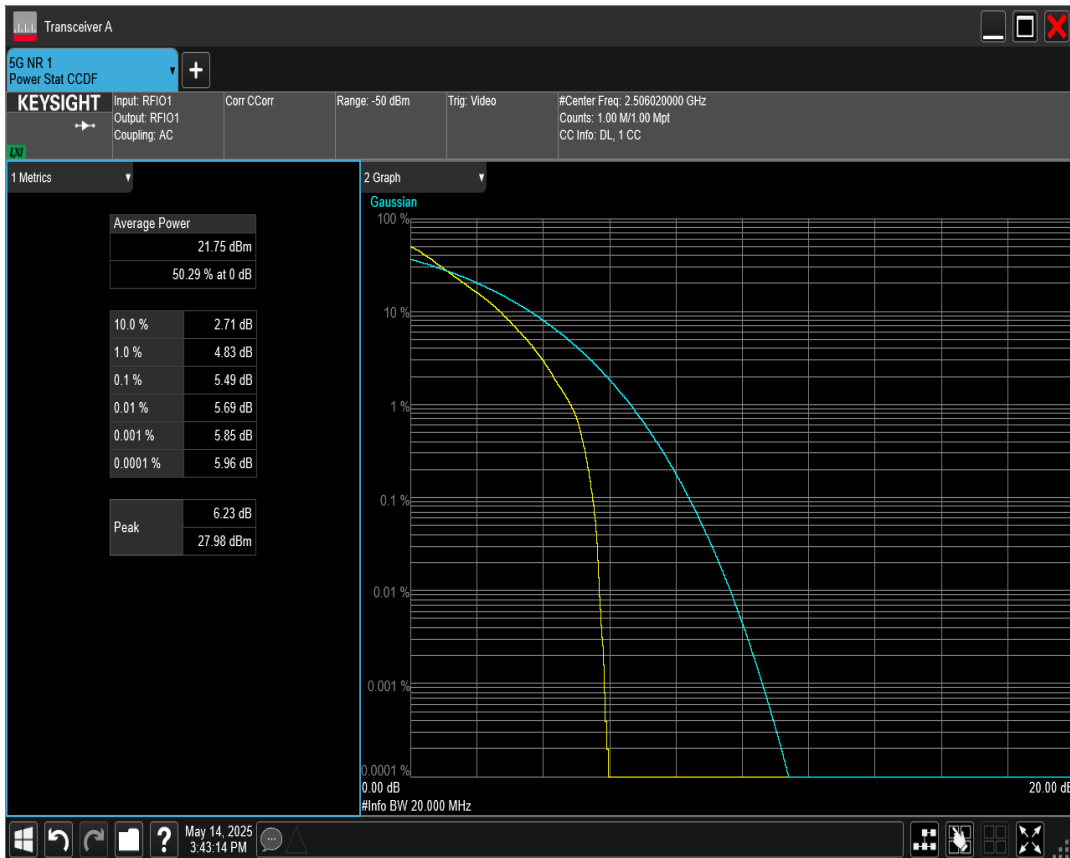 Transceiver A
5G NR 1
Power Stat CCDF
KEYSIGHT
LXI
Input: RFIO1
Output: RFIO1
Coupling: AC
Corr CCorr
Range: -50 dBm
Trig: Video
#Center Freq: 2.506020000 GHz
Counts: 1.00 M/1.00 Mpt
CC Info: DL, 1 CC
1 Metrics
Average Power
21.75 dBm
50.29 % at 0 dB
10.0 % 2.71 dB
1.0 % 4.83 dB
0.1 % 5.49 dB
0.01 % 5.69 dB
0.001 % 5.85 dB
0.0001 % 5.96 dB
Peak
6.23 dB
27.98 dBm
2 Graph
Gaussian
100 %
10 %
1 %
0.1 %
0.01 %
0.001 %
0.0001 %
0.00 dB 20.00 dB
#Info BW 20.000 MHz
May 14, 2025
3:43:14 PM